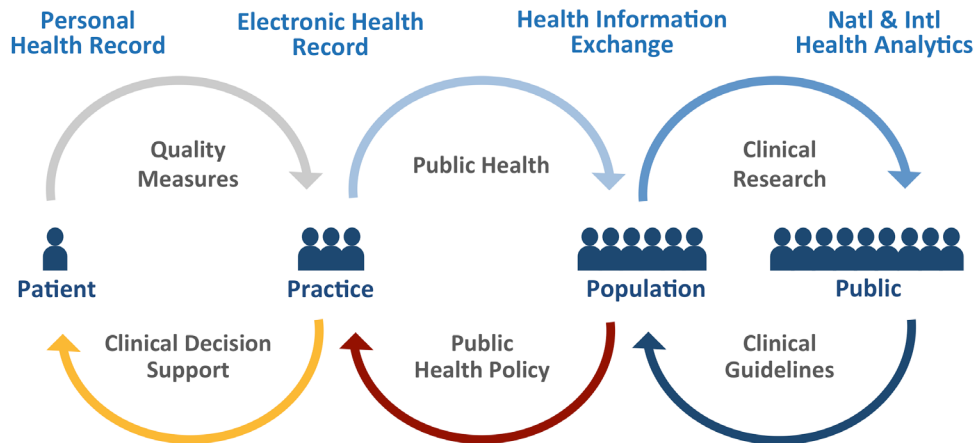 Personal
Health Record
Electronic Health
Record
Health Information
Exchange
Natl & Intl
Health Analytics
Quality
Measures
Public Health
Clinical
Research
Patient
Practice
Population
Public
Clinical Decision
Support
Public
Health Policy
Clinical
Guidelines